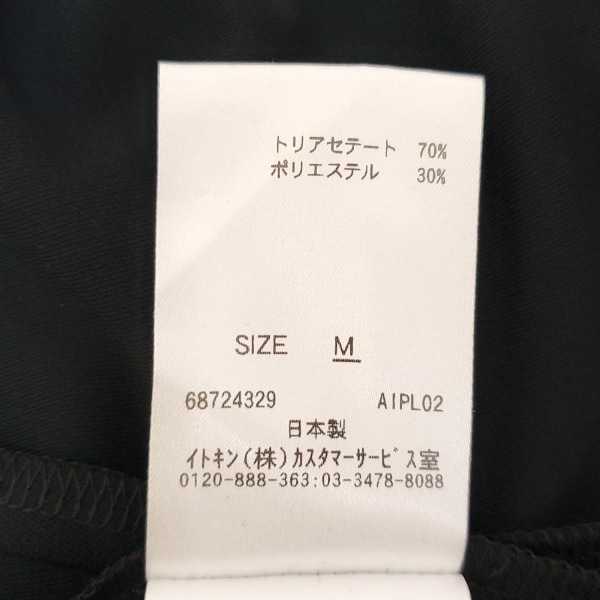 トリアセテート 70%
ポリエステル 30%
SIZE M
68724329 AIPL02
日本製
イトキン(株)カスタマーサービス室
0120-888-363:03-3478-8088